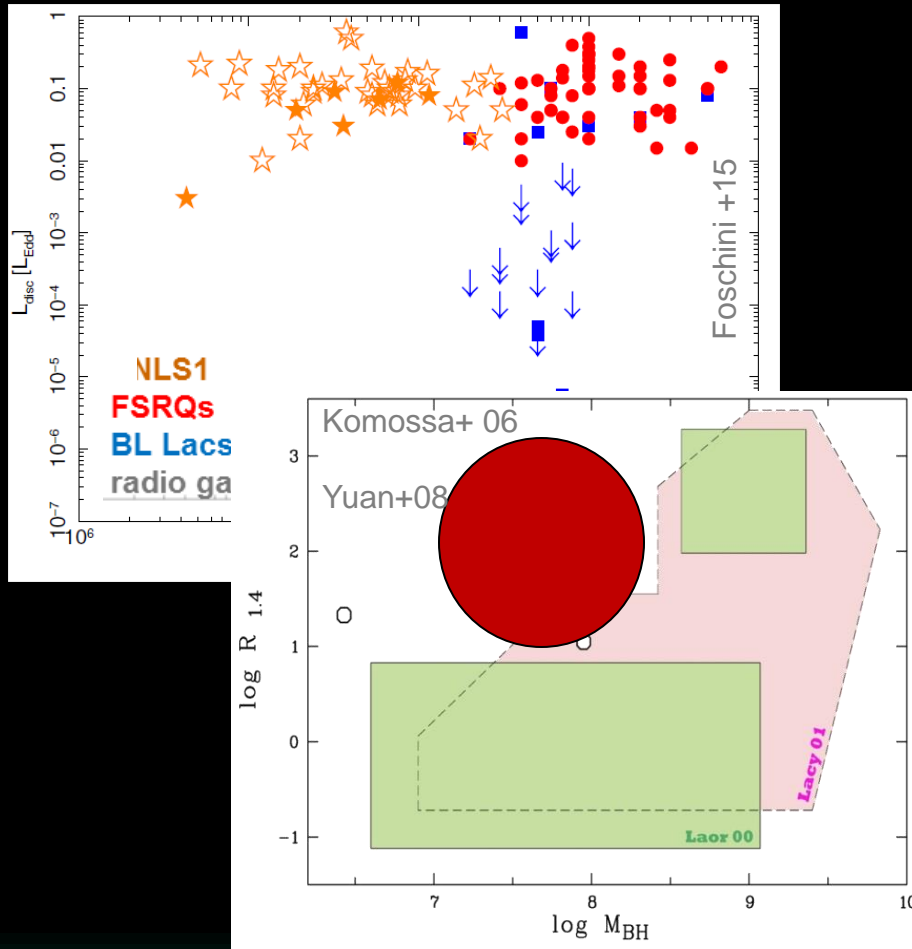 1
0.1
0.01
10⁻³
10⁻⁴
10⁻⁵
10⁻⁶
10⁻⁷
L_disc [L_Edd]
10⁶
Foschini +15
NLS1
FSRQs
BL Lacs
radio ga
Komossa+ 06
Yuan+08
3
2
1
0
−1
log R 1.4
Lacy 01
Laor 00
7 8 9 10
log M_BH